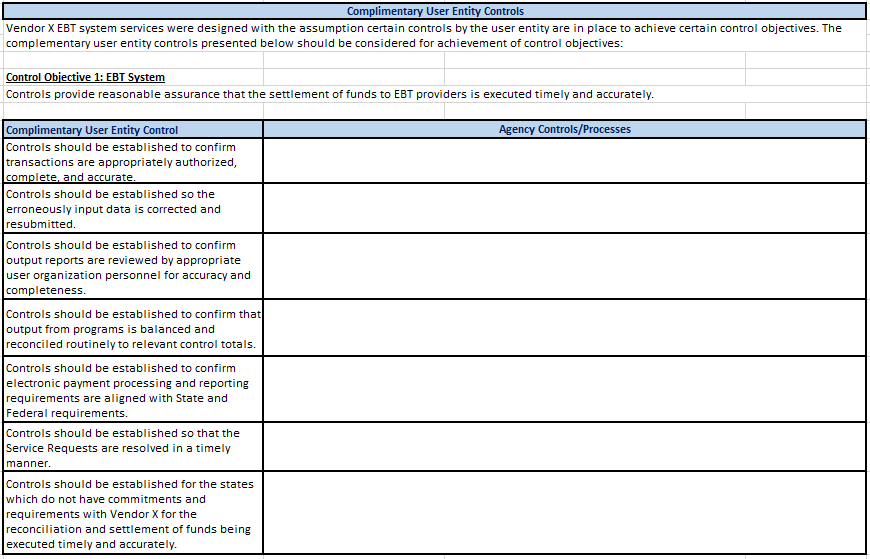 Complimentary User Entity Controls
Vendor X EBT system services were designed with the assumption certain controls by the user entity are in place to achieve certain control objectives. The
complementary user entity controls presented below should be considered for achievement of control objectives:
Control Objective 1: EBT System
Controls provide reasonable assurance that the settlement of funds to EBT providers is executed timely and accurately.
Complimentary User Entity Control
Agency Controls/Processes
Controls should be established to confirm
transactions are appropriately authorized,
complete, and accurate.
Controls should be established so the
erroneously input data is corrected and
resubmitted.
Controls should be established to confirm
output reports are reviewed by appropriate
user organization personnel for accuracy and
completeness.
Controls should be established to confirm that
output from programs is balanced and
reconciled routinely to relevant control totals.
Controls should be established to confirm
electronic payment processing and reporting
requirements are aligned with State and
Federal requirements.
Controls should be established so that the
Service Requests are resolved in a timely
manner.
Controls should be established for the states
which do not have commitments and
requirements with Vendor X for the
reconciliation and settlement of funds being
executed timely and accurately.